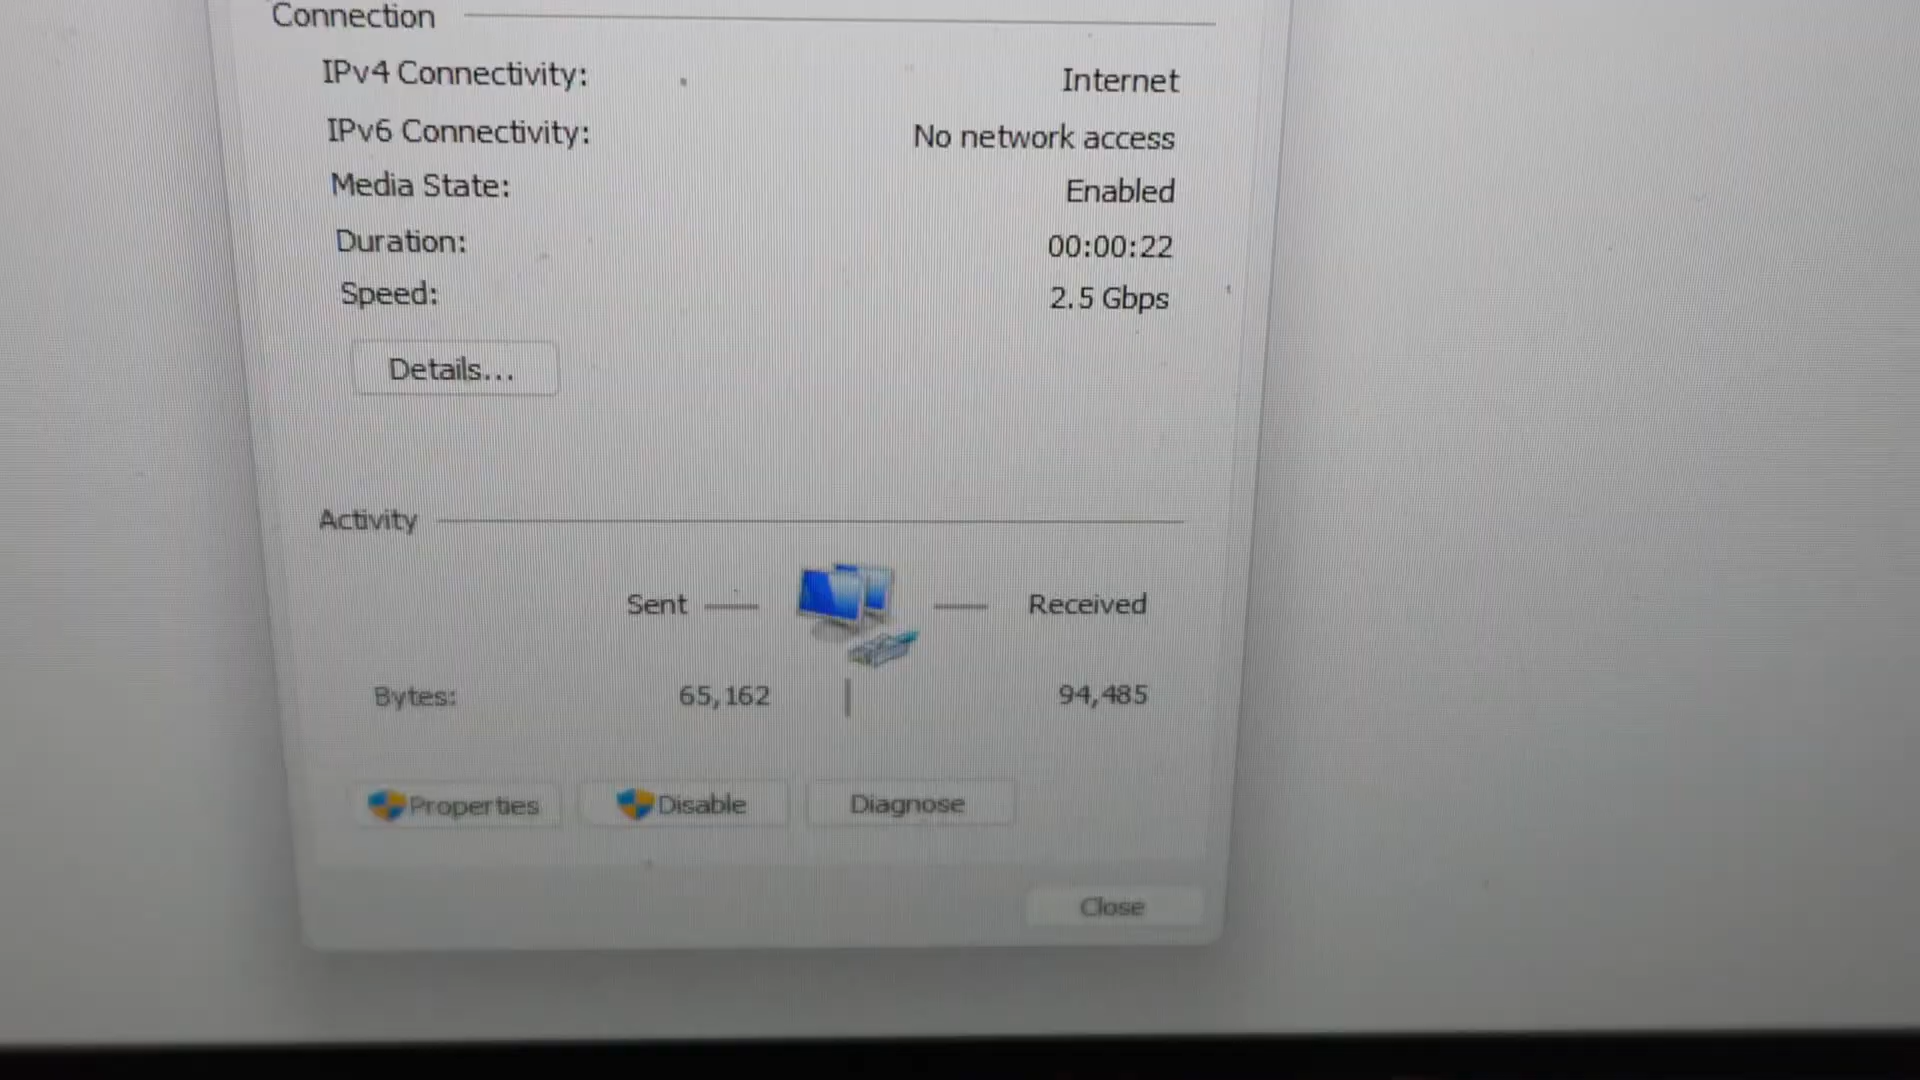 Connection
IPv4 Connectivity: Internet
IPv6 Connectivity: No network access
Media State: Enabled
Duration: 00:00:22
Speed: 2.5 Gbps
Details...
Activity
Sent Received
Bytes: 65,162 94,485
Properties Disable Diagnose
Close